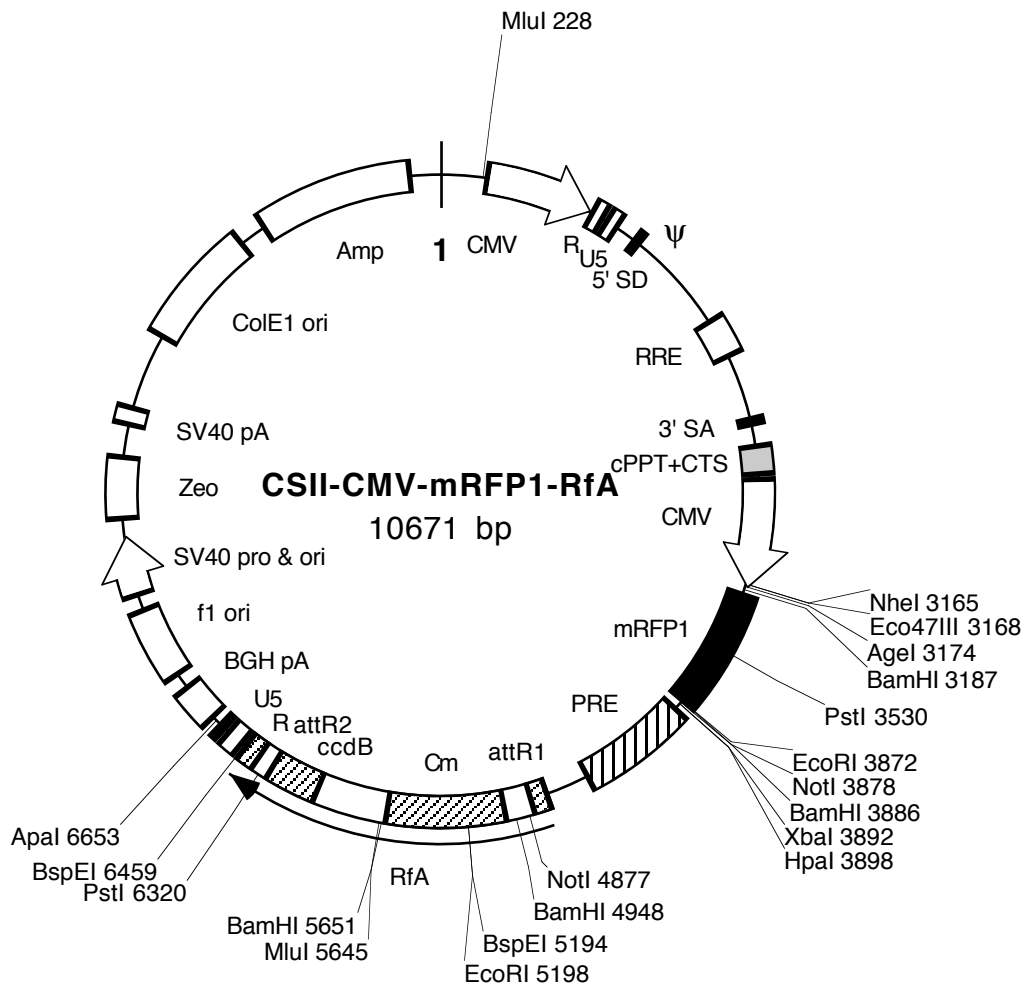 MluI 228
Amp
1
CMV
R
U5
5' SD
ψ
ColE1 ori
RRE
SV40 pA
3' SA
cPPT+CTS
Zeo
CSII-CMV-mRFP1-RfA
10671 bp
CMV
SV40 pro & ori
NheI 3165
Eco47III 3168
AgeI 3174
BamHI 3187
f1 ori
mRFP1
BGH pA
PstI 3530
U5
PRE
R
attR2
ccdB
Cm
attR1
EcoRI 3872
NotI 3878
BamHI 3886
XbaI 3892
HpaI 3898
ApaI 6653
BspEI 6459
PstI 6320
RfA
NotI 4877
BamHI 4948
BamHI 5651
MluI 5645
BspEI 5194
EcoRI 5198